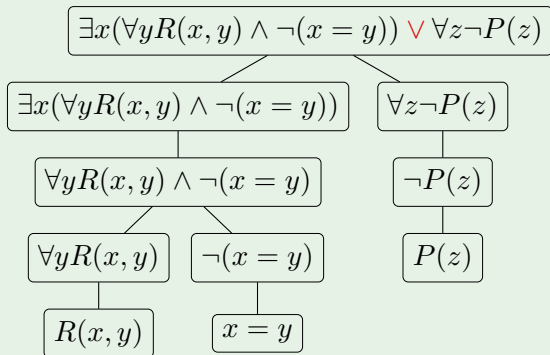 ∃x(∀yR(x, y) ∧ ¬(x = y)) ∨ ∀z¬P(z)
∃x(∀yR(x, y) ∧ ¬(x = y)) ∀z¬P(z)
∀yR(x, y) ∧ ¬(x = y) ¬P(z)
∀yR(x, y) ¬(x = y) P(z)
R(x, y) x = y